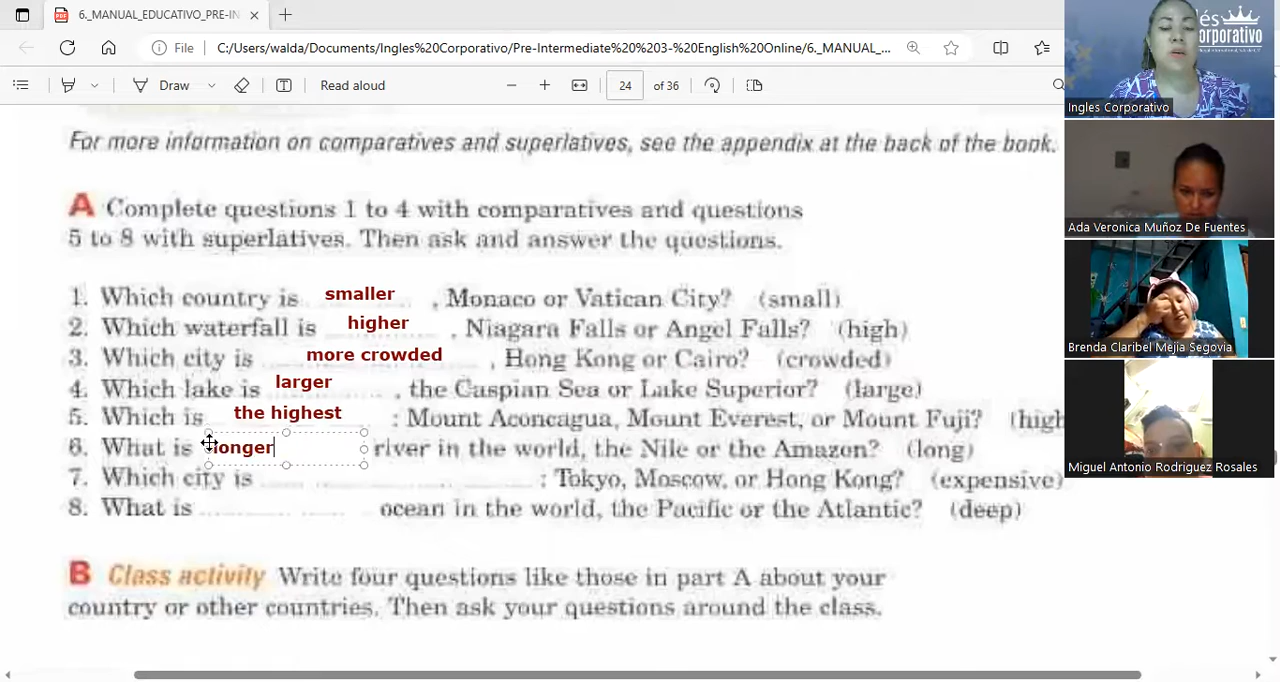 6._MANUAL_EDUCATIVO_PRE-IN
File C:/Users/walda/Documents/Ingles%20Corporativo/Pre-Intermediate%20%203-%20English%20Online/6._MANUAL_...
Draw Read aloud 24 of 36
For more information on comparatives and superlatives, see the appendix at the back of the book.
A Complete questions 1 to 4 with comparatives and questions
5 to 8 with superlatives. Then ask and answer the questions.
1. Which country is smaller , Monaco or Vatican City? (small)
2. Which waterfall is higher , Niagara Falls or Angel Falls? (high)
3. Which city is more crowded , Hong Kong or Cairo? (crowded)
4. Which lake is larger , the Caspian Sea or Lake Superior? (large)
5. Which is the highest : Mount Aconcagua, Mount Everest, or Mount Fuji? (high
6. What is longer river in the world, the Nile or the Amazon? (long)
7. Which city is : Tokyo, Moscow, or Hong Kong? (expensive)
8. What is ocean in the world, the Pacific or the Atlantic? (deep)
B Class activity Write four questions like those in part A about your
country or other countries. Then ask your questions around the class.
és
orporativo
Ingles Corporativo
Ada Veronica Muñoz De Fuentes
Brenda Claribel Mejia Segovia
Miguel Antonio Rodriguez Rosales